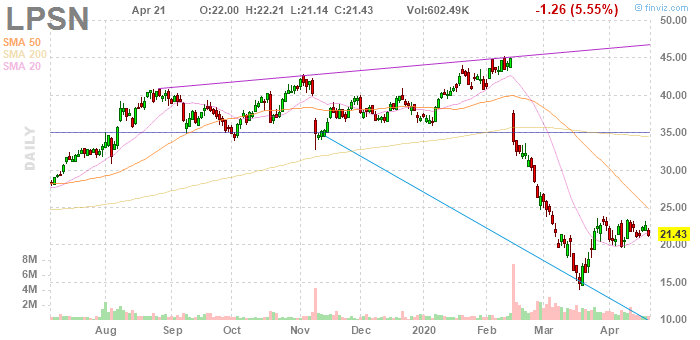 LPSN
Apr 21 O:22.00 H:22.21 L:21.14 C:21.43 Vol:602.49K -1.26 (5.55%)
© finviz.com
SMA 50
SMA 200
SMA 20
DAILY
50.00
45.00
40.00
35.00
30.00
25.00
21.43
20.00
15.00
10.00
8M
6M
4M
2M
Aug Sep Oct Nov Dec 2020 Feb Mar Apr